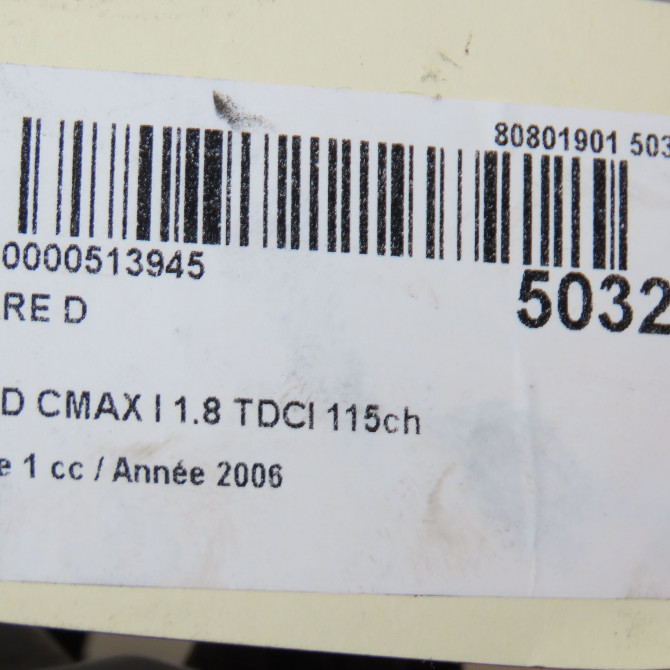 80801901 503
0000513945
5032
RE D
D CMAX I 1.8 TDCI 115ch
e 1 cc / Année 2006